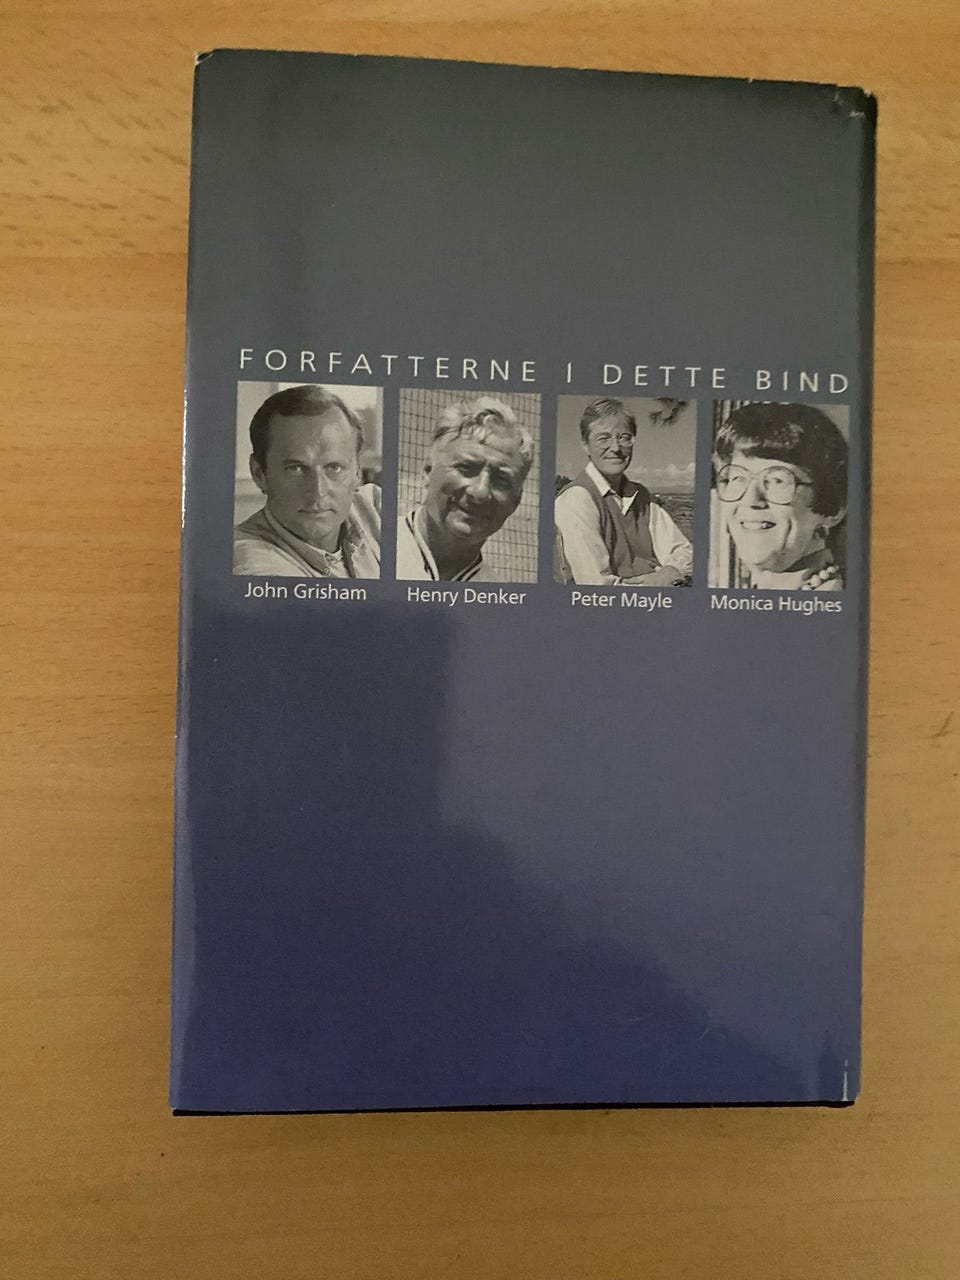 FORFATTERNE I DETTE BIND
John Grisham Henry Denker Peter Mayle Monica Hughes